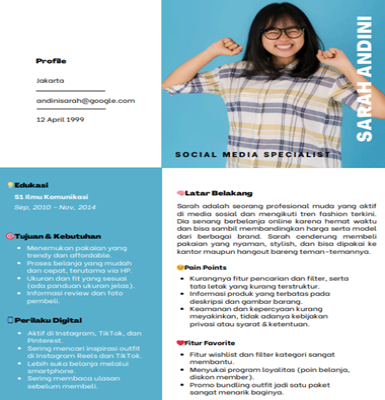 Profile
Jakarta
andinisarah@google.com
12 April 1999
SARAH ANDINI
SOCIAL MEDIA SPECIALIST
Edukasi
S1 Ilmu Komunikasi
Sep, 2010 - Nov, 2014
Tujuan & Kebutuhan
Menemukan pakaian yang
trendy dan affordable.
Proses belanja yang mudah
dan cepat, terutama via HP.
Ukuran dan fit yang sesuai
(ada panduan ukuran jelas).
Informasi review dan foto
pembeli.
Perilaku Digital
Aktif di Instagram, TikTok, dan
Pinterest.
Sering mencari inspirasi outfit
di Instagram Reels dan TikTok.
Lebih suka belanja melalui
smartphone.
Sering membaca ulasan
sebelum membeli.
Latar Belakang
Sarah adalah seorang profesional muda yang aktif
di media sosial dan mengikuti tren fashion terkini.
Dia senang berbelanja online karena hemat waktu
dan bisa sambil membandingkan harga serta model
dari berbagai brand. Sarah cenderung membeli
pakaian yang nyaman, stylish, dan bisa dipakai ke
kantor maupun hangout bareng teman-temannya.
Pain Points
Kurangnya fitur pencarian dan filter, serta
tata letak yang kurang terstruktur.
Informasi produk yang terbatas pada
deskripsi dan gambar barang.
Keamanan dan kepercayaan kurang
meyakinkan, tidak adanya kebijakan
privasi atau syarat & ketentuan.
Fitur Favorite
Fitur wishlist dan filter kategori sangat
membantu.
Menyukai program loyalitas (poin belanja,
diskon member).
Promo bundling outfit jadi satu paket
sangat menarik baginya.